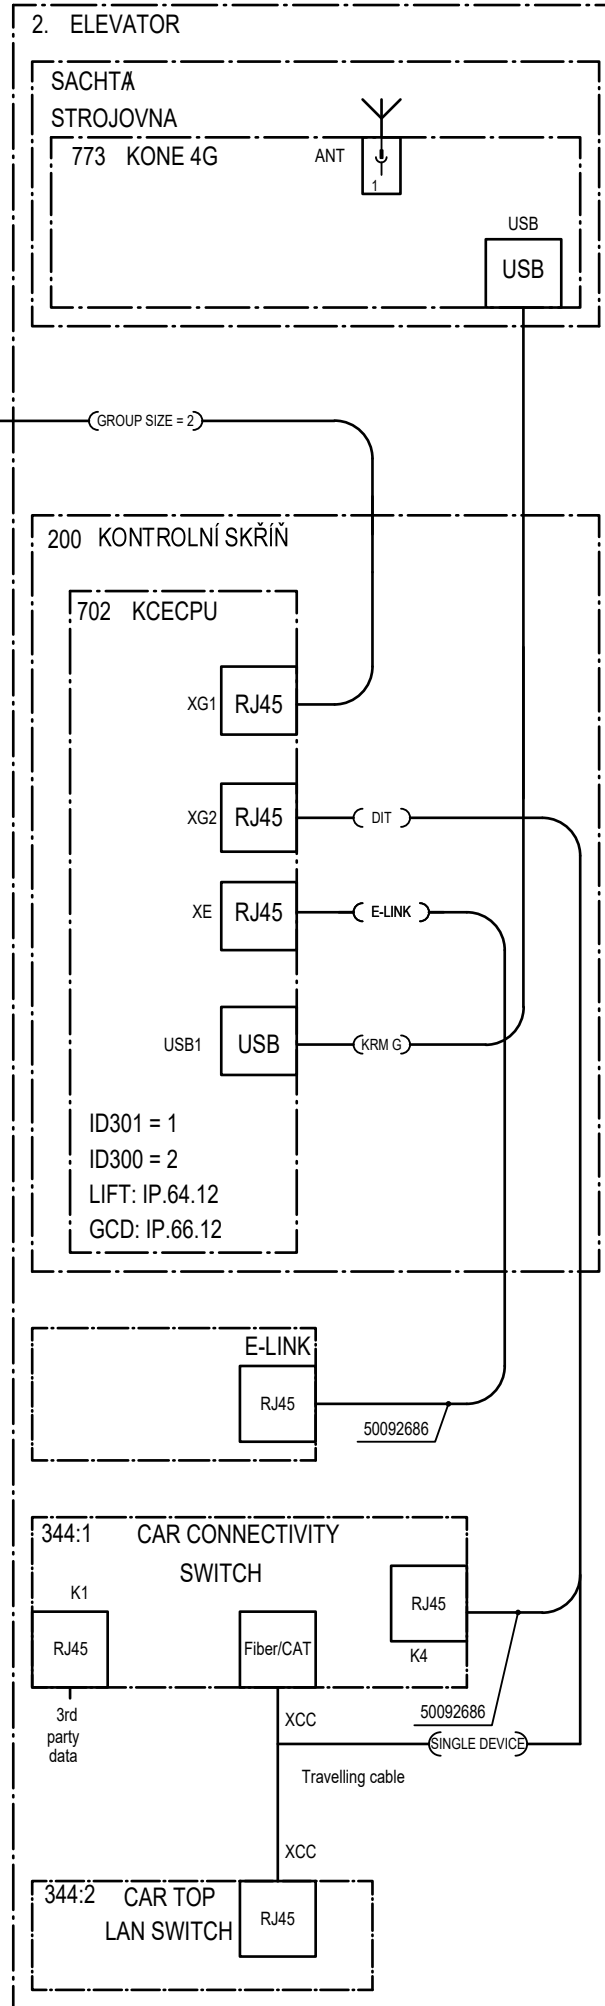 2. ELEVATOR
SACHTA
STROJOVNA
773 KONE 4G
ANT
1
USB
USB
GROUP SIZE = 2
200 KONTROLNÍ SKŘÍŇ
702 KCECPU
XG1 RJ45
XG2 RJ45
DIT
XE RJ45
E-LINK
USB1 USB
KRM G
ID301 = 1
ID300 = 2
LIFT: IP.64.12
GCD: IP.66.12
E-LINK
RJ45
50092686
344:1 CAR CONNECTIVITY
SWITCH
K1
RJ45
RJ45
Fiber/CAT
K4
3rd
party
data
XCC
50092686
SINGLE DEVICE
Travelling cable
XCC
344:2 CAR TOP
LAN SWITCH
RJ45